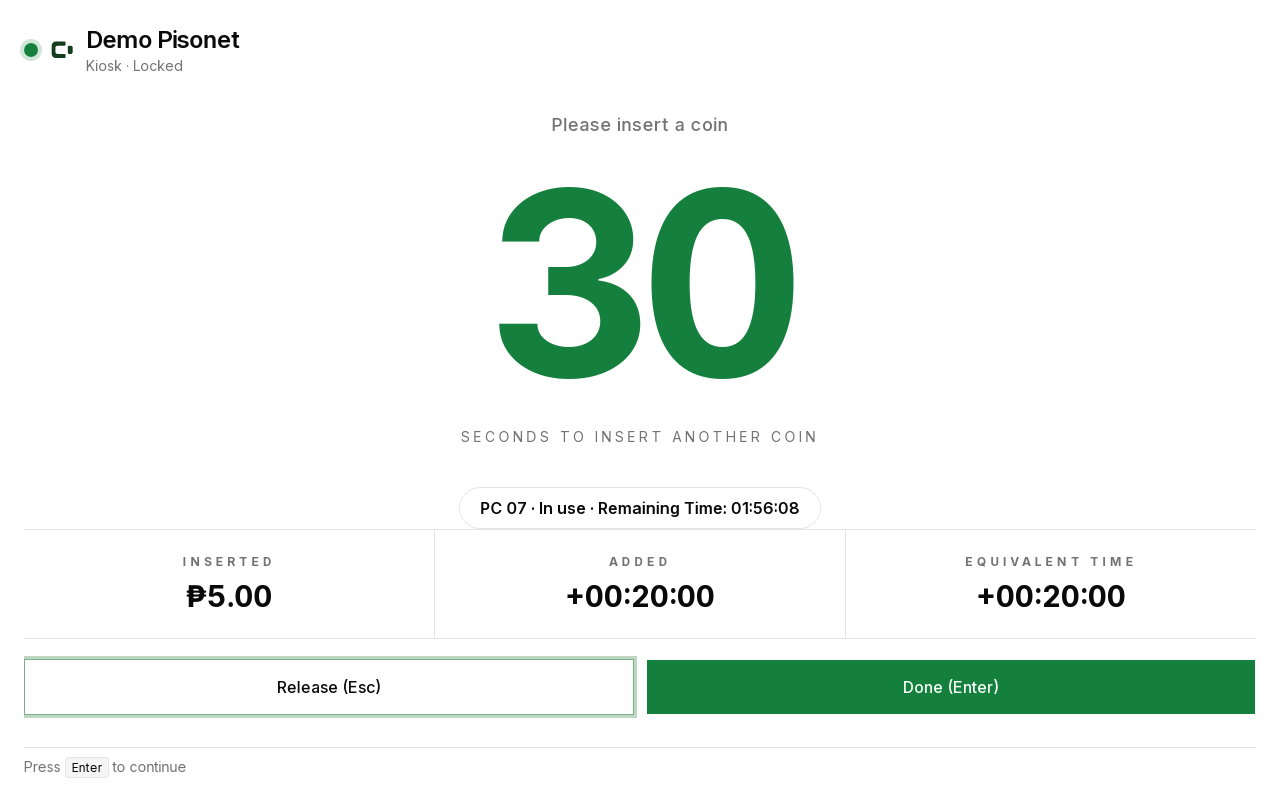 Demo Pisonet
Kiosk · Locked
Please insert a coin
30
SECONDS TO INSERT ANOTHER COIN
PC 07 · In use · Remaining Time: 01:56:08
INSERTED
₱5.00
ADDED
+00:20:00
EQUIVALENT TIME
+00:20:00
Release (Esc)
Done (Enter)
Press Enter to continue